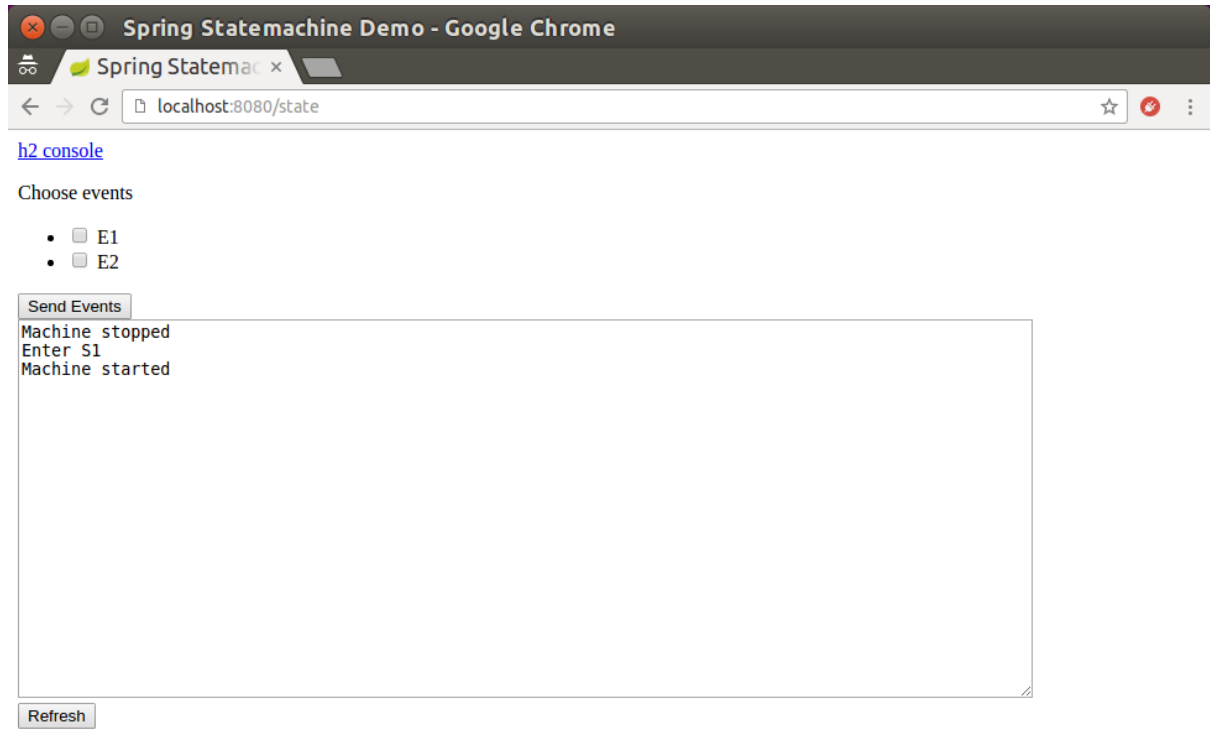 Spring Statemachine Demo - Google Chrome
Spring Statemac
localhost:8080/state
h2 console
Choose events
E1
E2
Send Events
Machine stopped
Enter S1
Machine started
Refresh